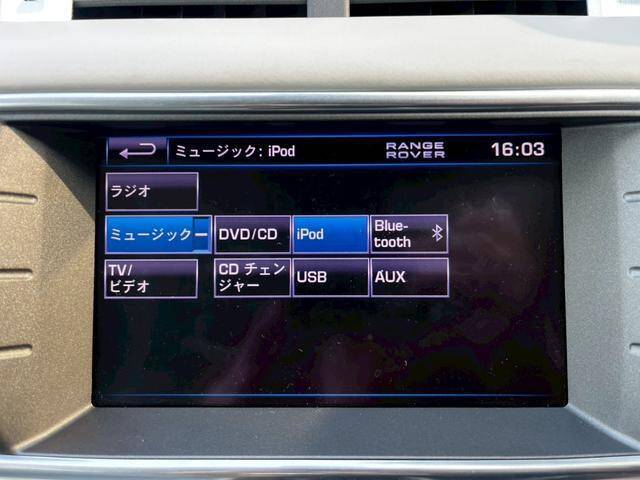 ミュージック: iPod RANGE ROVER 16:03
ラジオ
ミュージック DVD/CD iPod Blue-
tooth
TV/
ビデオ CD チェン
ジャー USB AUX